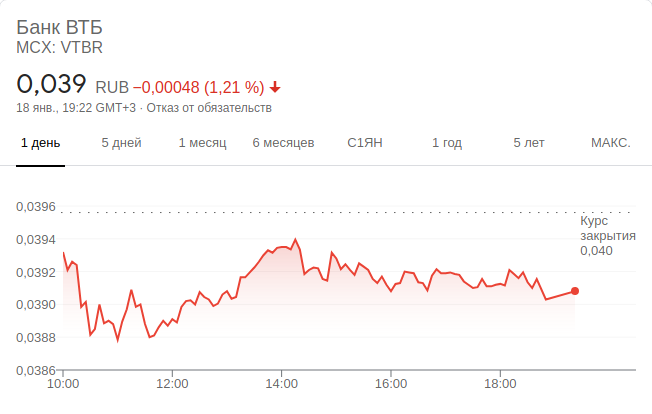 Банк ВТБ
MCX: VTBR
0,039 RUB −0,00048 (1,21 %)
18 янв., 19:22 GMT+3 · Отказ от обязательств
1 день 5 дней 1 месяц 6 месяцев С1ЯН 1 год 5 лет МАКС.
0,0396
Курс
закрытия
0,040
0,0394
0,0392
0,0390
0,0388
0,0386
10:00 12:00 14:00 16:00 18:00